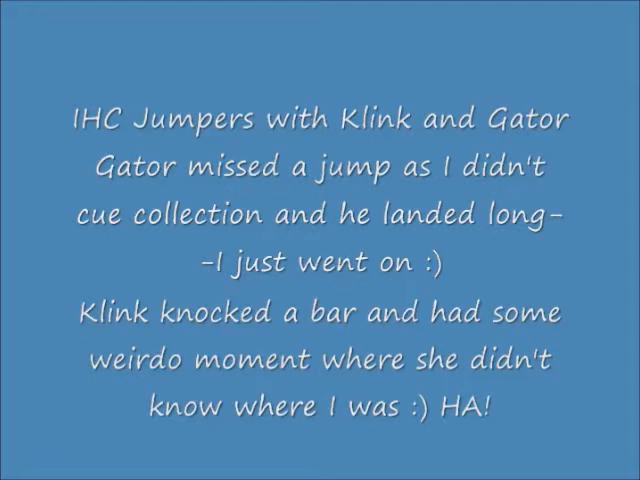 IHC Jumpers with Klink and Gator
Gator missed a jump as I didn't
cue collection and he landed long-
-I just went on :)
Klink knocked a bar and had some
weirdo moment where she didn't
know where I was :) HA!